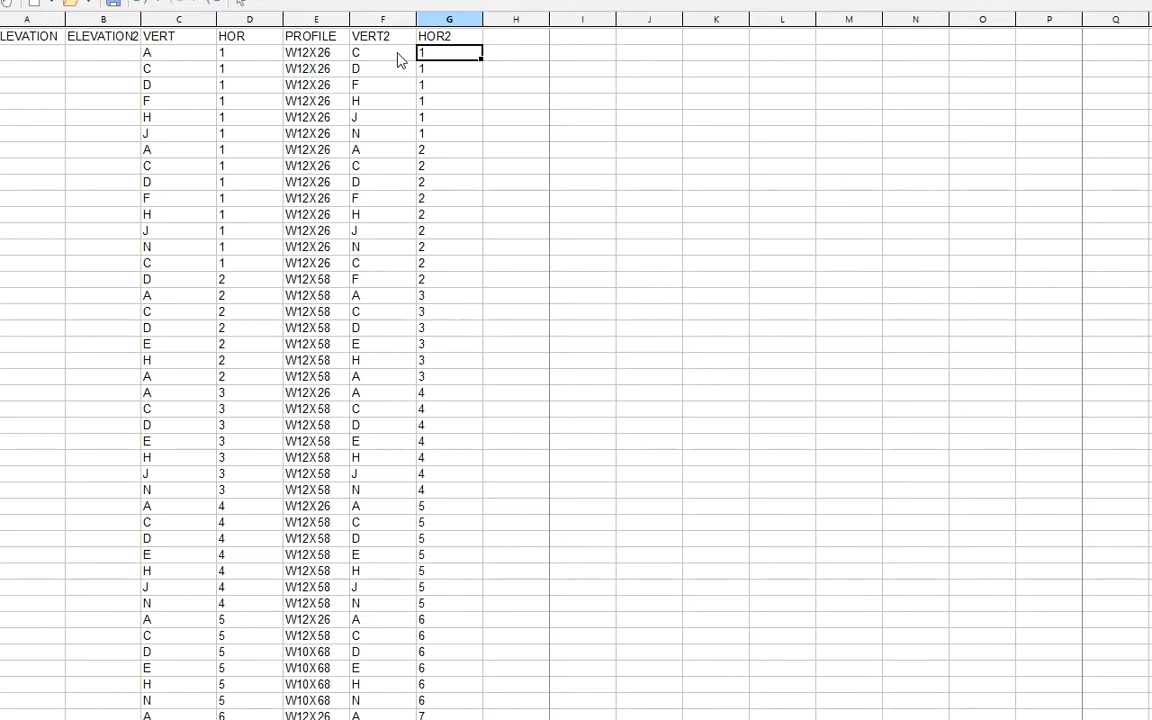 A B C D E F G H I J K L M N O P Q
LEVATION ELEVATION2 VERT HOR PROFILE VERT2 HOR2
A 1 W12X26 C 1
C 1 W12X26 D 1
D 1 W12X26 F 1
F 1 W12X26 H 1
H 1 W12X26 J 1
J 1 W12X26 N 1
A 1 W12X26 A 2
C 1 W12X26 C 2
D 1 W12X26 D 2
F 1 W12X26 F 2
H 1 W12X26 H 2
J 1 W12X26 J 2
N 1 W12X26 N 2
C 1 W12X26 C 2
D 2 W12X58 F 2
A 2 W12X58 A 3
C 2 W12X58 C 3
D 2 W12X58 D 3
E 2 W12X58 E 3
H 2 W12X58 H 3
A 2 W12X58 A 3
A 3 W12X26 A 4
C 3 W12X58 C 4
D 3 W12X58 D 4
E 3 W12X58 E 4
H 3 W12X58 H 4
J 3 W12X58 J 4
N 3 W12X58 N 4
A 4 W12X26 A 5
C 4 W12X58 C 5
D 4 W12X58 D 5
E 4 W12X58 E 5
H 4 W12X58 H 5
J 4 W12X58 J 5
N 4 W12X58 N 5
A 5 W12X26 A 6
C 5 W12X58 C 6
D 5 W10X68 D 6
E 5 W10X68 E 6
H 5 W10X68 H 6
N 5 W10X68 N 6
A 6 W12X26 A 7